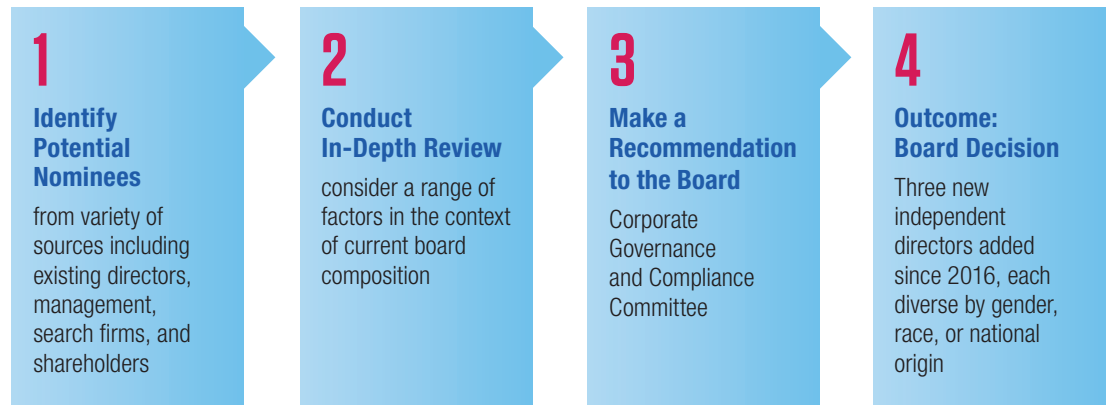 1
Identify
Potential
Nominees
from variety of
sources including
existing directors,
management,
search firms, and
shareholders
2
Conduct
In-Depth Review
consider a range of
factors in the context
of current board
composition
3
Make a
Recommendation
to the Board
Corporate
Governance
and Compliance
Committee
4
Outcome:
Board Decision
Three new
independent
directors added
since 2016, each
diverse by gender,
race, or national
origin